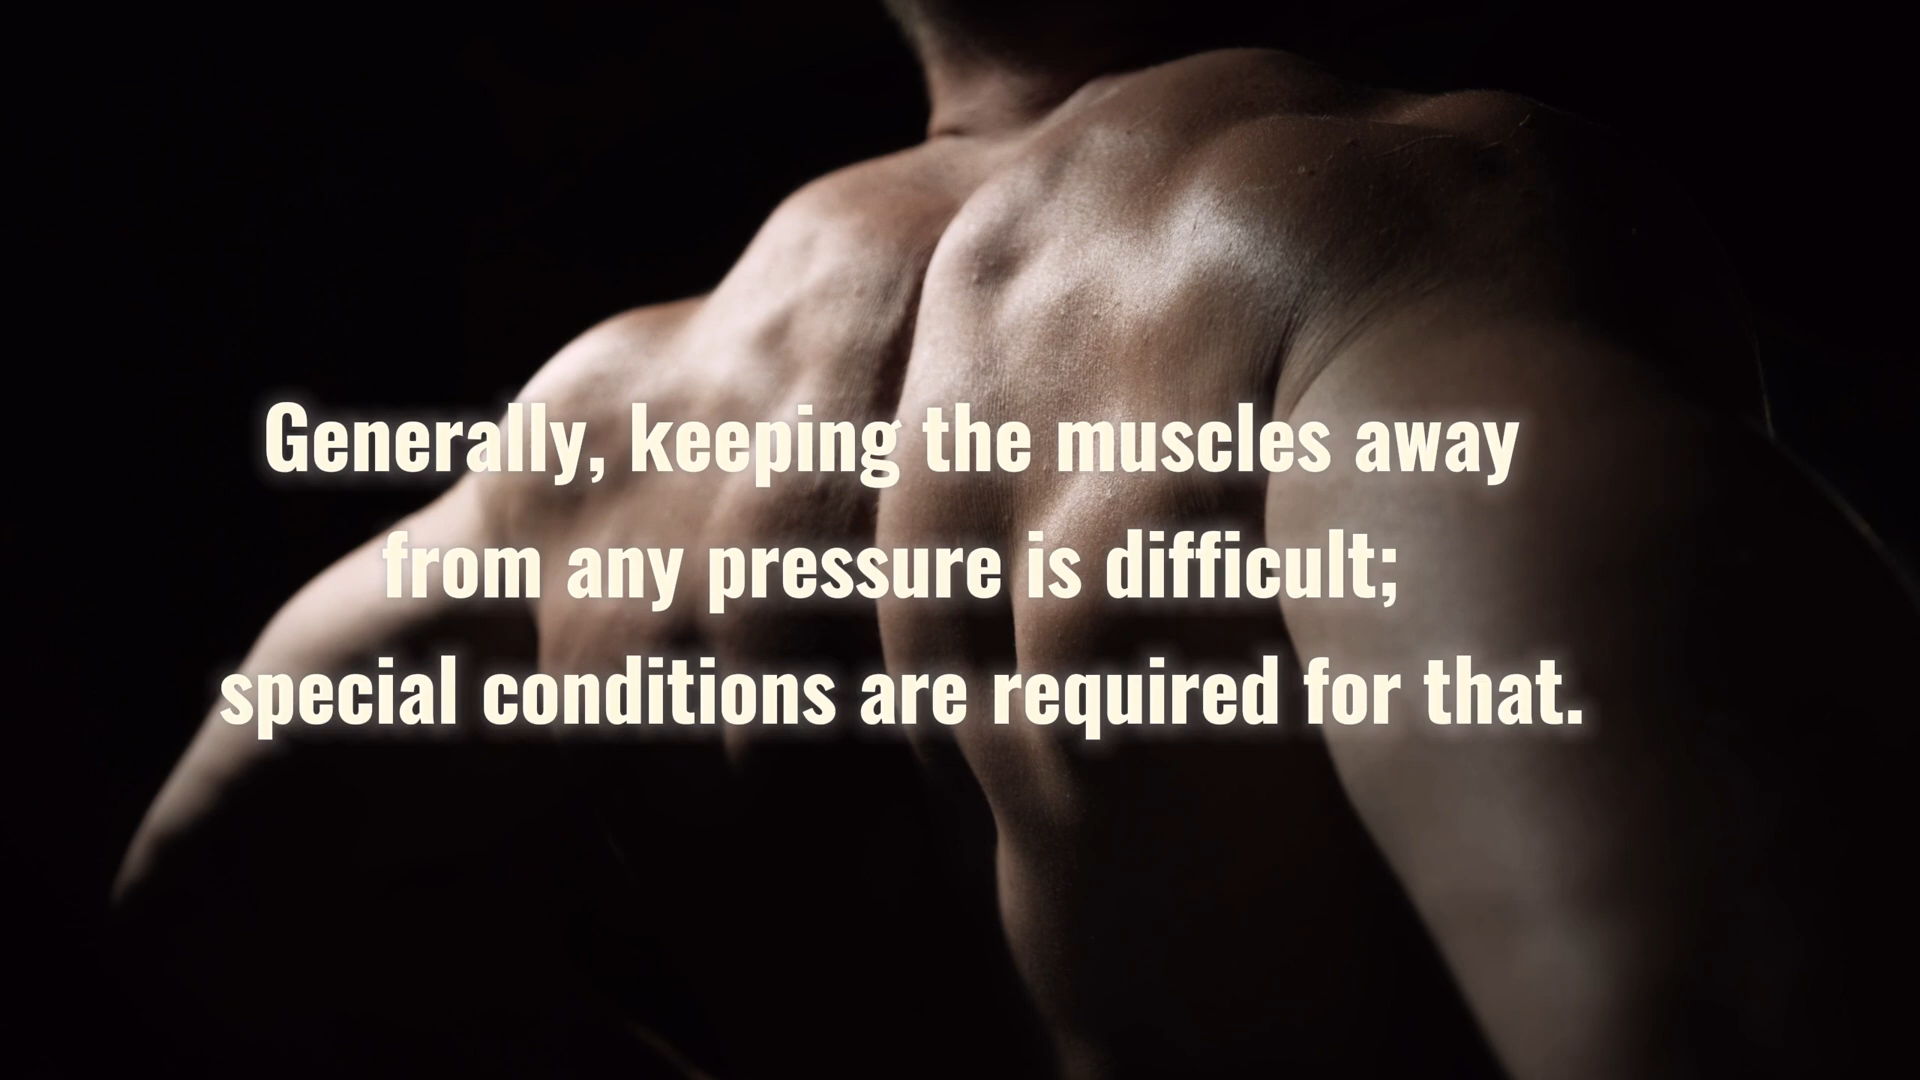 Generally, keeping the muscles away
from any pressure is difficult;
special conditions are required for that.